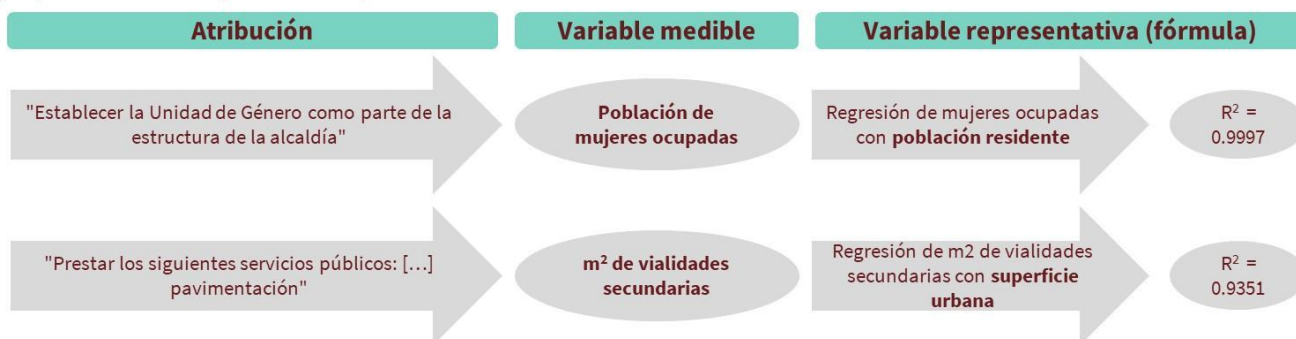 Atribución
Variable medible
Variable representativa (fórmula)
"Establecer la Unidad de Género como parte de la
estructura de la alcaldía"
Población de
mujeres ocupadas
Regresión de mujeres ocupadas
con población residente
R² =
0.9997
"Prestar los siguientes servicios públicos: […]
pavimentación"
m² de vialidades
secundarias
Regresión de m2 de vialidades
secundarias con superficie
urbana
R² =
0.9351